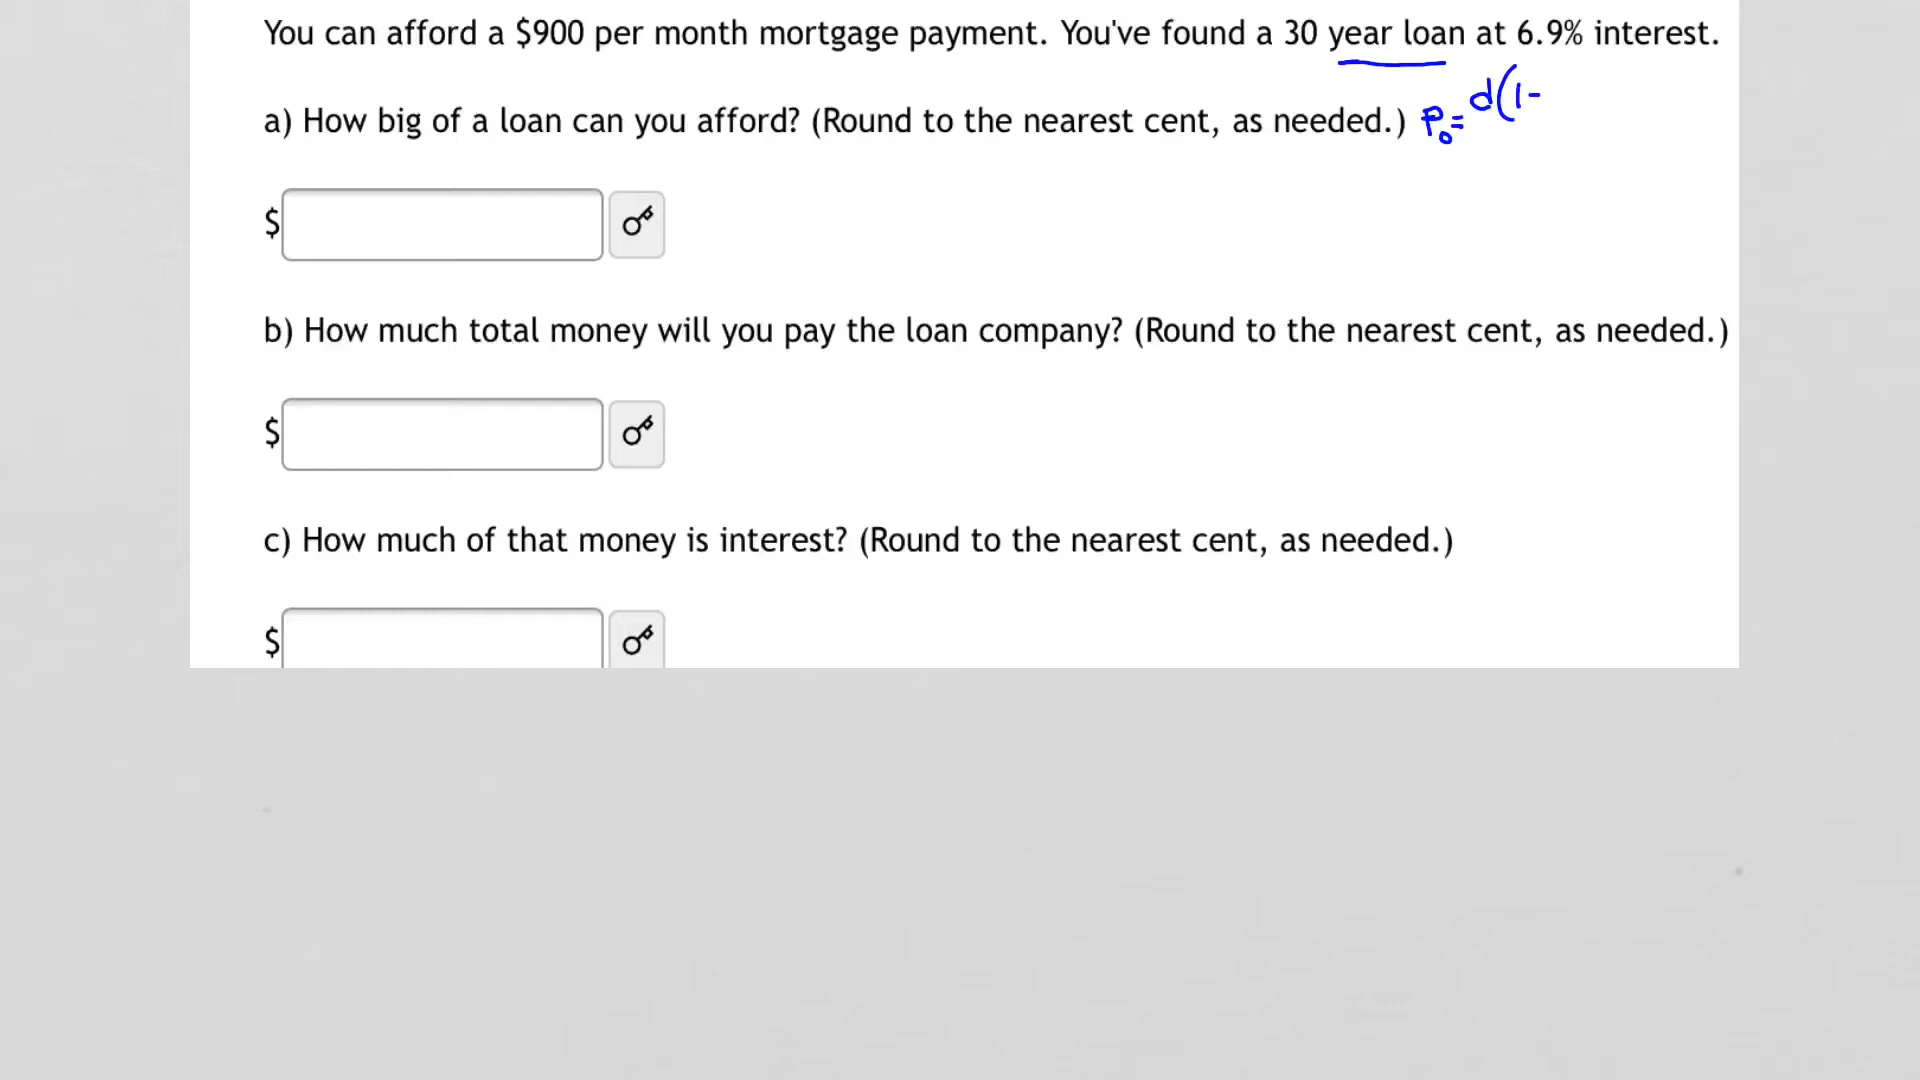 You can afford a $900 per month mortgage payment. You've found a 30 year loan at 6.9% interest.
a) How big of a loan can you afford? (Round to the nearest cent, as needed.) P₀= d(1-
$
b) How much total money will you pay the loan company? (Round to the nearest cent, as needed.)
$
c) How much of that money is interest? (Round to the nearest cent, as needed.)
$